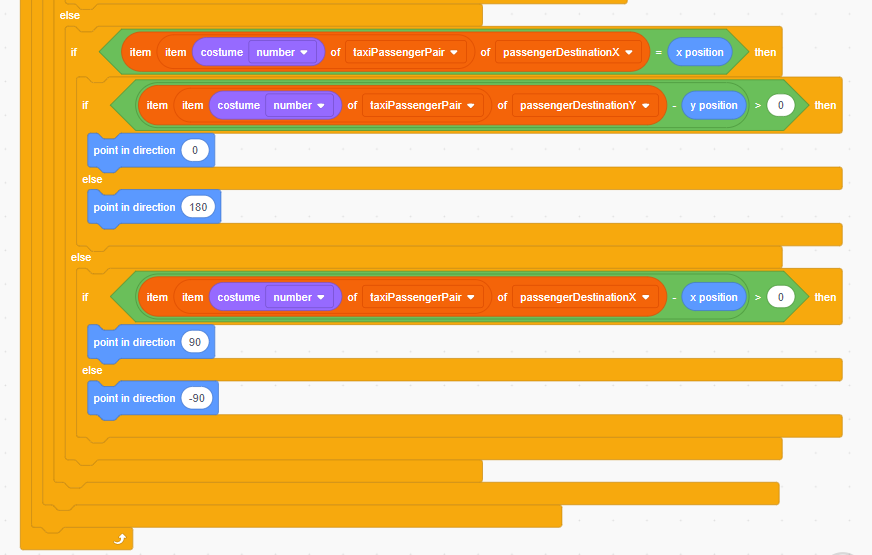 else
if item item costume number of taxiPassengerPair of passengerDestinationX = x position then
if item item costume number of taxiPassengerPair of passengerDestinationY - y position > 0 then
point in direction 0
else
point in direction 180
else
if item item costume number of taxiPassengerPair of passengerDestinationX - x position > 0 then
point in direction 90
else
point in direction -90